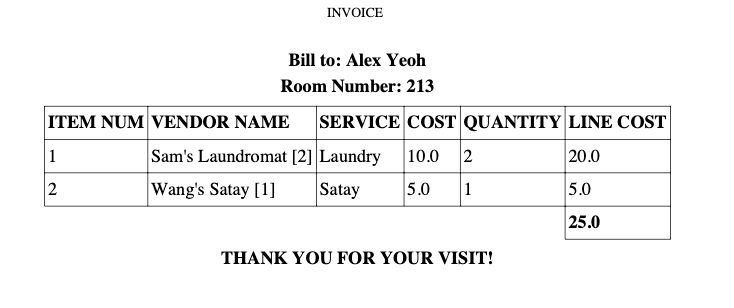 INVOICE
Bill to: Alex Yeoh
Room Number: 213
ITEM NUM VENDOR NAME SERVICE COST QUANTITY LINE COST
1 Sam's Laundromat [2] Laundry 10.0 2 20.0
2 Wang's Satay [1] Satay 5.0 1 5.0
25.0
THANK YOU FOR YOUR VISIT!